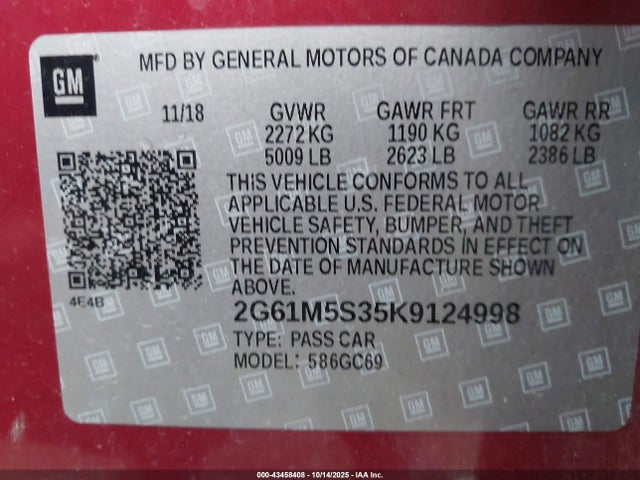 GM
MFD BY GENERAL MOTORS OF CANADA COMPANY
11/18 GVWR GAWR FRT GAWR RR
2272 KG 1190 KG 1082 KG
5009 LB 2623 LB 2386 LB
THIS VEHICLE CONFORMS TO ALL
APPLICABLE U.S. FEDERAL MOTOR
VEHICLE SAFETY, BUMPER, AND THEFT
PREVENTION STANDARDS IN EFFECT ON
THE DATE OF MANUFACTURE SHOWN
ABOVE.
4E4B
2G61M5S35K9124998
TYPE: PASS CAR
MODEL: 586GC69
000-43458408 - 10/14/2025 - IAA Inc.